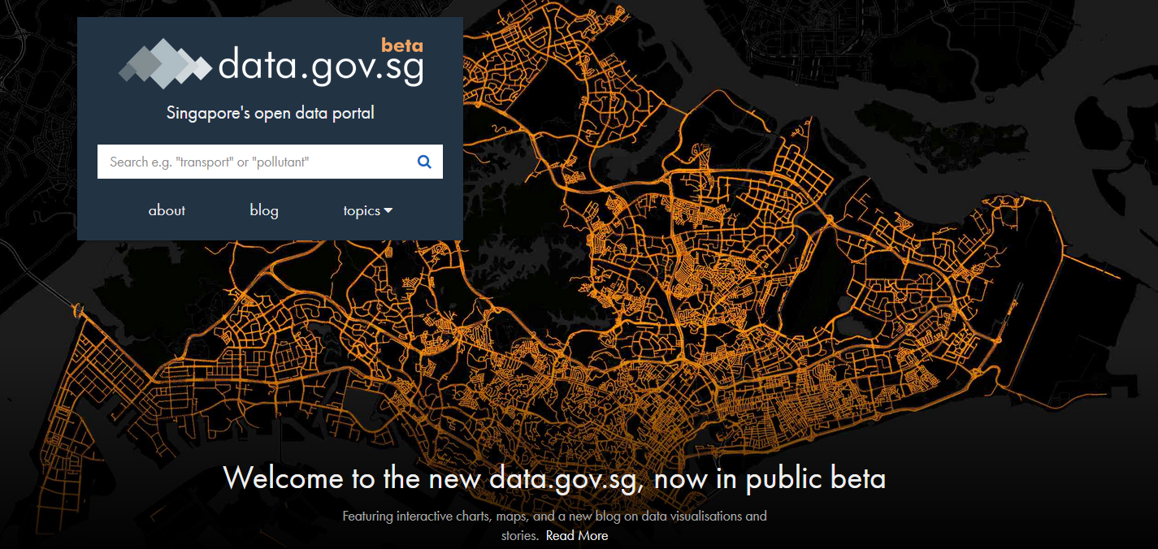 beta
data.gov.sg
Singapore's open data portal
Search e.g. "transport" or "pollutant"
about blog topics
Welcome to the new data.gov.sg, now in public beta
Featuring interactive charts, maps, and a new blog on data visualisations and
stories. Read More